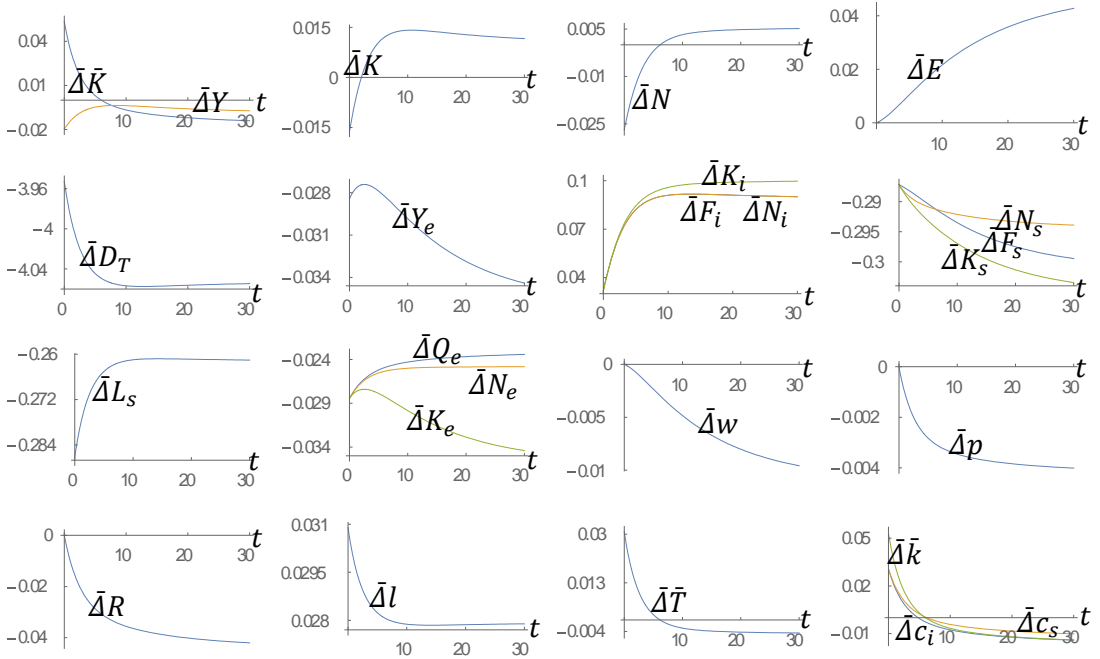 0.04
0.01
−0.02
Δ̄K̄
Δ̄Y
10 20 30
t
0.015
0
−0.015
Δ̄K
10 20 30
t
0.005
−0.01
−0.025
Δ̄N
10 20 30
t
0.04
0.02
0
Δ̄E
10 20 30
t
−3.96
−4
−4.04
Δ̄D_T
0 10 20 30
t
−0.028
−0.031
−0.034
Δ̄Y_e
0 10 20 30
t
0.1
0.07
0.04
Δ̄K_i
Δ̄F_i
Δ̄N_i
0 10 20 30
t
−0.29
−0.295
−0.3
Δ̄N_s
Δ̄F_s
Δ̄K_s
0 10 20 30
t
−0.26
−0.272
−0.284
Δ̄L_s
0 10 20 30
t
−0.024
−0.029
−0.034
Δ̄Q_e
Δ̄N_e
Δ̄K_e
0 10 20 30
t
0
−0.005
−0.01
Δ̄w
10 20 30
t
0
−0.002
−0.004
Δ̄p
10 20 30
t
0
−0.02
−0.04
Δ̄R
10 20 30
t
0.031
0.0295
0.028
Δ̄l
0 10 20 30
t
0.03
0.013
−0.004
Δ̄T̄
10 20 30
t
0.05
0.02
−0.01
Δ̄k̄
Δ̄c_i
Δ̄c_s
10 20 30
t